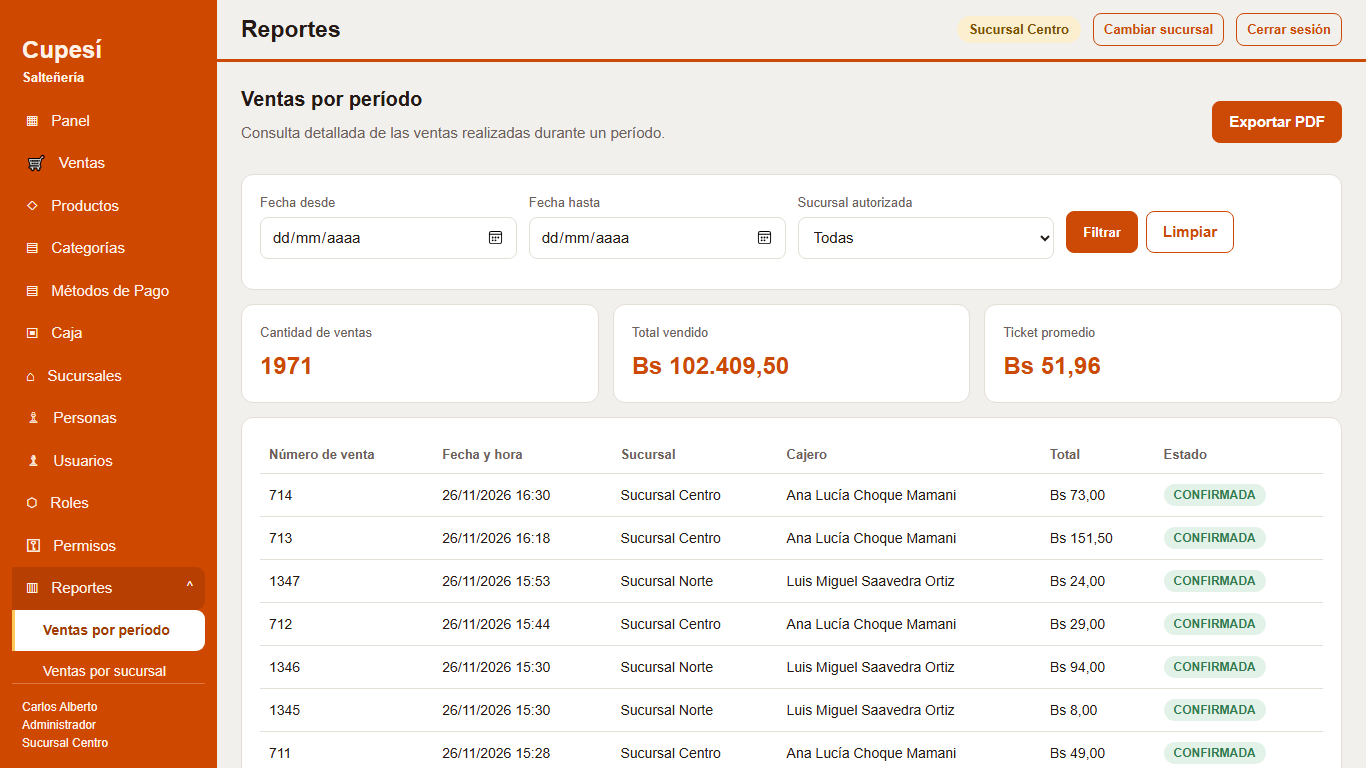 Cupesí
Salteñería
Panel
Ventas
Productos
Categorías
Métodos de Pago
Caja
Sucursales
Personas
Usuarios
Roles
Permisos
Reportes ^
Ventas por período
Ventas por sucursal
Carlos Alberto
Administrador
Sucursal Centro
Reportes Sucursal Centro Cambiar sucursal Cerrar sesión
Ventas por período
Consulta detallada de las ventas realizadas durante un período.
Exportar PDF
Fecha desde Fecha hasta Sucursal autorizada
dd/mm/aaaa dd/mm/aaaa Todas Filtrar Limpiar
Cantidad de ventas Total vendido Ticket promedio
1971 Bs 102.409,50 Bs 51,96
Número de venta Fecha y hora Sucursal Cajero Total Estado
714 26/11/2026 16:30 Sucursal Centro Ana Lucía Choque Mamani Bs 73,00 CONFIRMADA
713 26/11/2026 16:18 Sucursal Centro Ana Lucía Choque Mamani Bs 151,50 CONFIRMADA
1347 26/11/2026 15:53 Sucursal Norte Luis Miguel Saavedra Ortiz Bs 24,00 CONFIRMADA
712 26/11/2026 15:44 Sucursal Centro Ana Lucía Choque Mamani Bs 29,00 CONFIRMADA
1346 26/11/2026 15:30 Sucursal Norte Luis Miguel Saavedra Ortiz Bs 94,00 CONFIRMADA
1345 26/11/2026 15:30 Sucursal Norte Luis Miguel Saavedra Ortiz Bs 8,00 CONFIRMADA
711 26/11/2026 15:28 Sucursal Centro Ana Lucía Choque Mamani Bs 49,00 CONFIRMADA